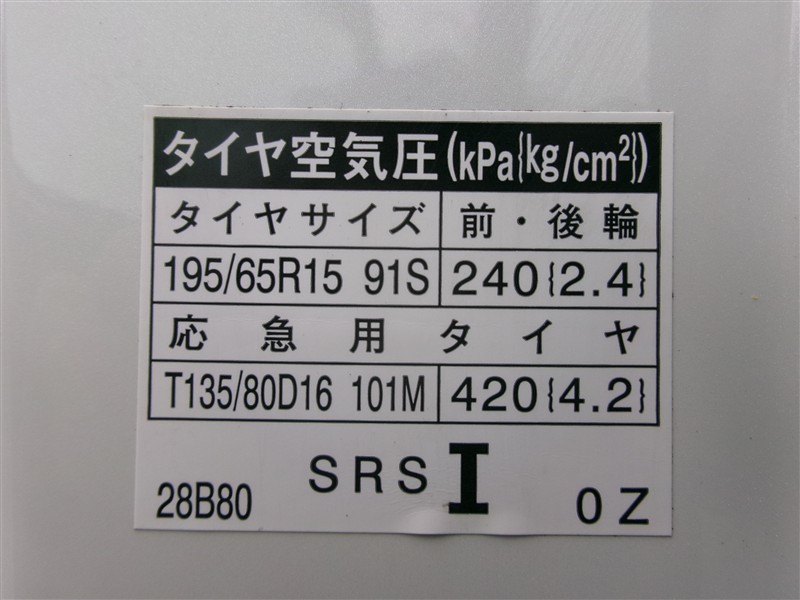 タイヤ空気圧(kPa{kg/cm²})
タイヤサイズ 前・後輪
195/65R15 91S 240{2.4}
応急用タイヤ
T135/80D16 101M 420{4.2}
SRS I
28B80 0Z